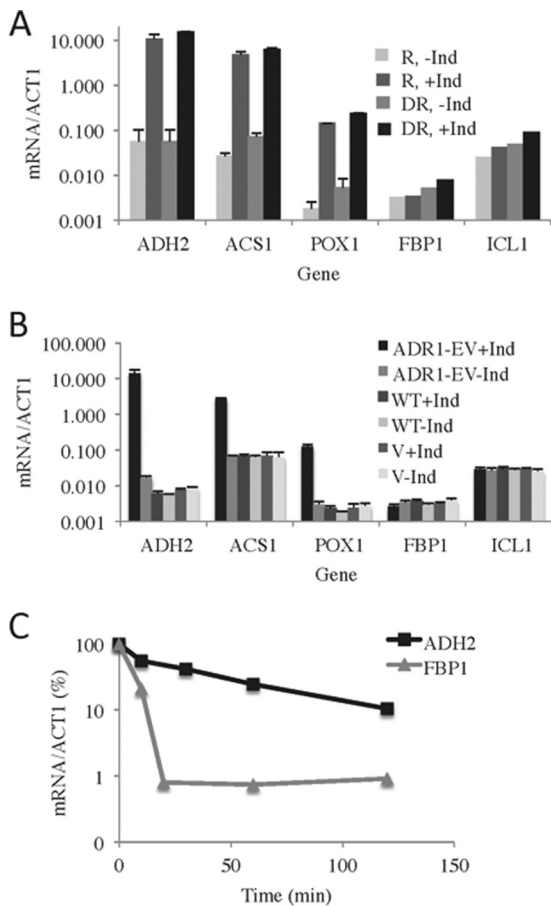 A
mRNA/ACT1
10.000
1.000
0.100
0.010
0.001
R, -Ind
R, +Ind
DR, -Ind
DR, +Ind
ADH2 ACS1 POX1 FBP1 ICL1
Gene
B
mRNA/ACT1
100.000
10.000
1.000
0.100
0.010
0.001
ADR1-EV+Ind
ADR1-EV-Ind
WT+Ind
WT-Ind
V+Ind
V-Ind
ADH2 ACS1 POX1 FBP1 ICL1
Gene
C
mRNA/ACT1 (%)
100
10
1
0
ADH2
FBP1
0 50 100 150
Time (min)